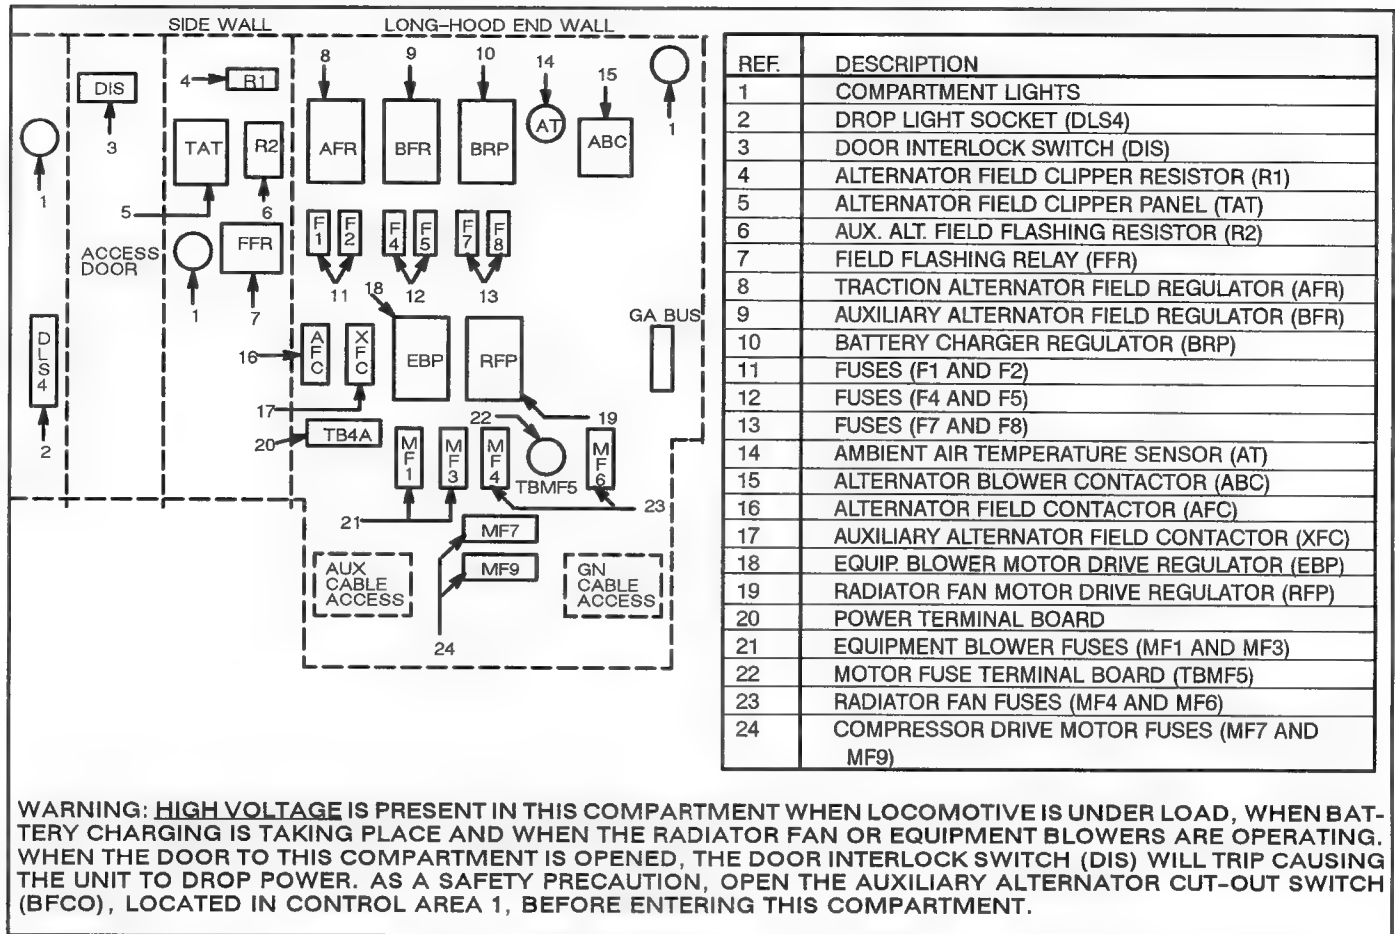 SIDE WALL
LONG-HOOD END WALL
8
9
10
14
15
4
R1
DIS
3
1
TAT
R2
AFR
BFR
BRP
AT
ABC
1
5
6
ACCESS
DOOR
FFR
1
7
F1
F2
F4
F5
F7
F8
11
12
13
18
GA BUS
DLS4
2
16
AFC
XFC
EBP
RFP
17
19
20
TB4A
22
MF1
MF3
MF4
TBMF5
MF6
21
23
MF7
MF9
AUX
CABLE
ACCESS
GN
CABLE
ACCESS
24
REF. DESCRIPTION
1 COMPARTMENT LIGHTS
2 DROP LIGHT SOCKET (DLS4)
3 DOOR INTERLOCK SWITCH (DIS)
4 ALTERNATOR FIELD CLIPPER RESISTOR (R1)
5 ALTERNATOR FIELD CLIPPER PANEL (TAT)
6 AUX. ALT. FIELD FLASHING RESISTOR (R2)
7 FIELD FLASHING RELAY (FFR)
8 TRACTION ALTERNATOR FIELD REGULATOR (AFR)
9 AUXILIARY ALTERNATOR FIELD REGULATOR (BFR)
10 BATTERY CHARGER REGULATOR (BRP)
11 FUSES (F1 AND F2)
12 FUSES (F4 AND F5)
13 FUSES (F7 AND F8)
14 AMBIENT AIR TEMPERATURE SENSOR (AT)
15 ALTERNATOR BLOWER CONTACTOR (ABC)
16 ALTERNATOR FIELD CONTACTOR (AFC)
17 AUXILIARY ALTERNATOR FIELD CONTACTOR (XFC)
18 EQUIP. BLOWER MOTOR DRIVE REGULATOR (EBP)
19 RADIATOR FAN MOTOR DRIVE REGULATOR (RFP)
20 POWER TERMINAL BOARD
21 EQUIPMENT BLOWER FUSES (MF1 AND MF3)
22 MOTOR FUSE TERMINAL BOARD (TBMF5)
23 RADIATOR FAN FUSES (MF4 AND MF6)
24 COMPRESSOR DRIVE MOTOR FUSES (MF7 AND
MF9)
WARNING: HIGH VOLTAGE IS PRESENT IN THIS COMPARTMENT WHEN LOCOMOTIVE IS UNDER LOAD, WHEN BAT-
TERY CHARGING IS TAKING PLACE AND WHEN THE RADIATOR FAN OR EQUIPMENT BLOWERS ARE OPERATING.
WHEN THE DOOR TO THIS COMPARTMENT IS OPENED, THE DOOR INTERLOCK SWITCH (DIS) WILL TRIP CAUSING
THE UNIT TO DROP POWER. AS A SAFETY PRECAUTION, OPEN THE AUXILIARY ALTERNATOR CUT-OUT SWITCH
(BFCO), LOCATED IN CONTROL AREA 1, BEFORE ENTERING THIS COMPARTMENT.